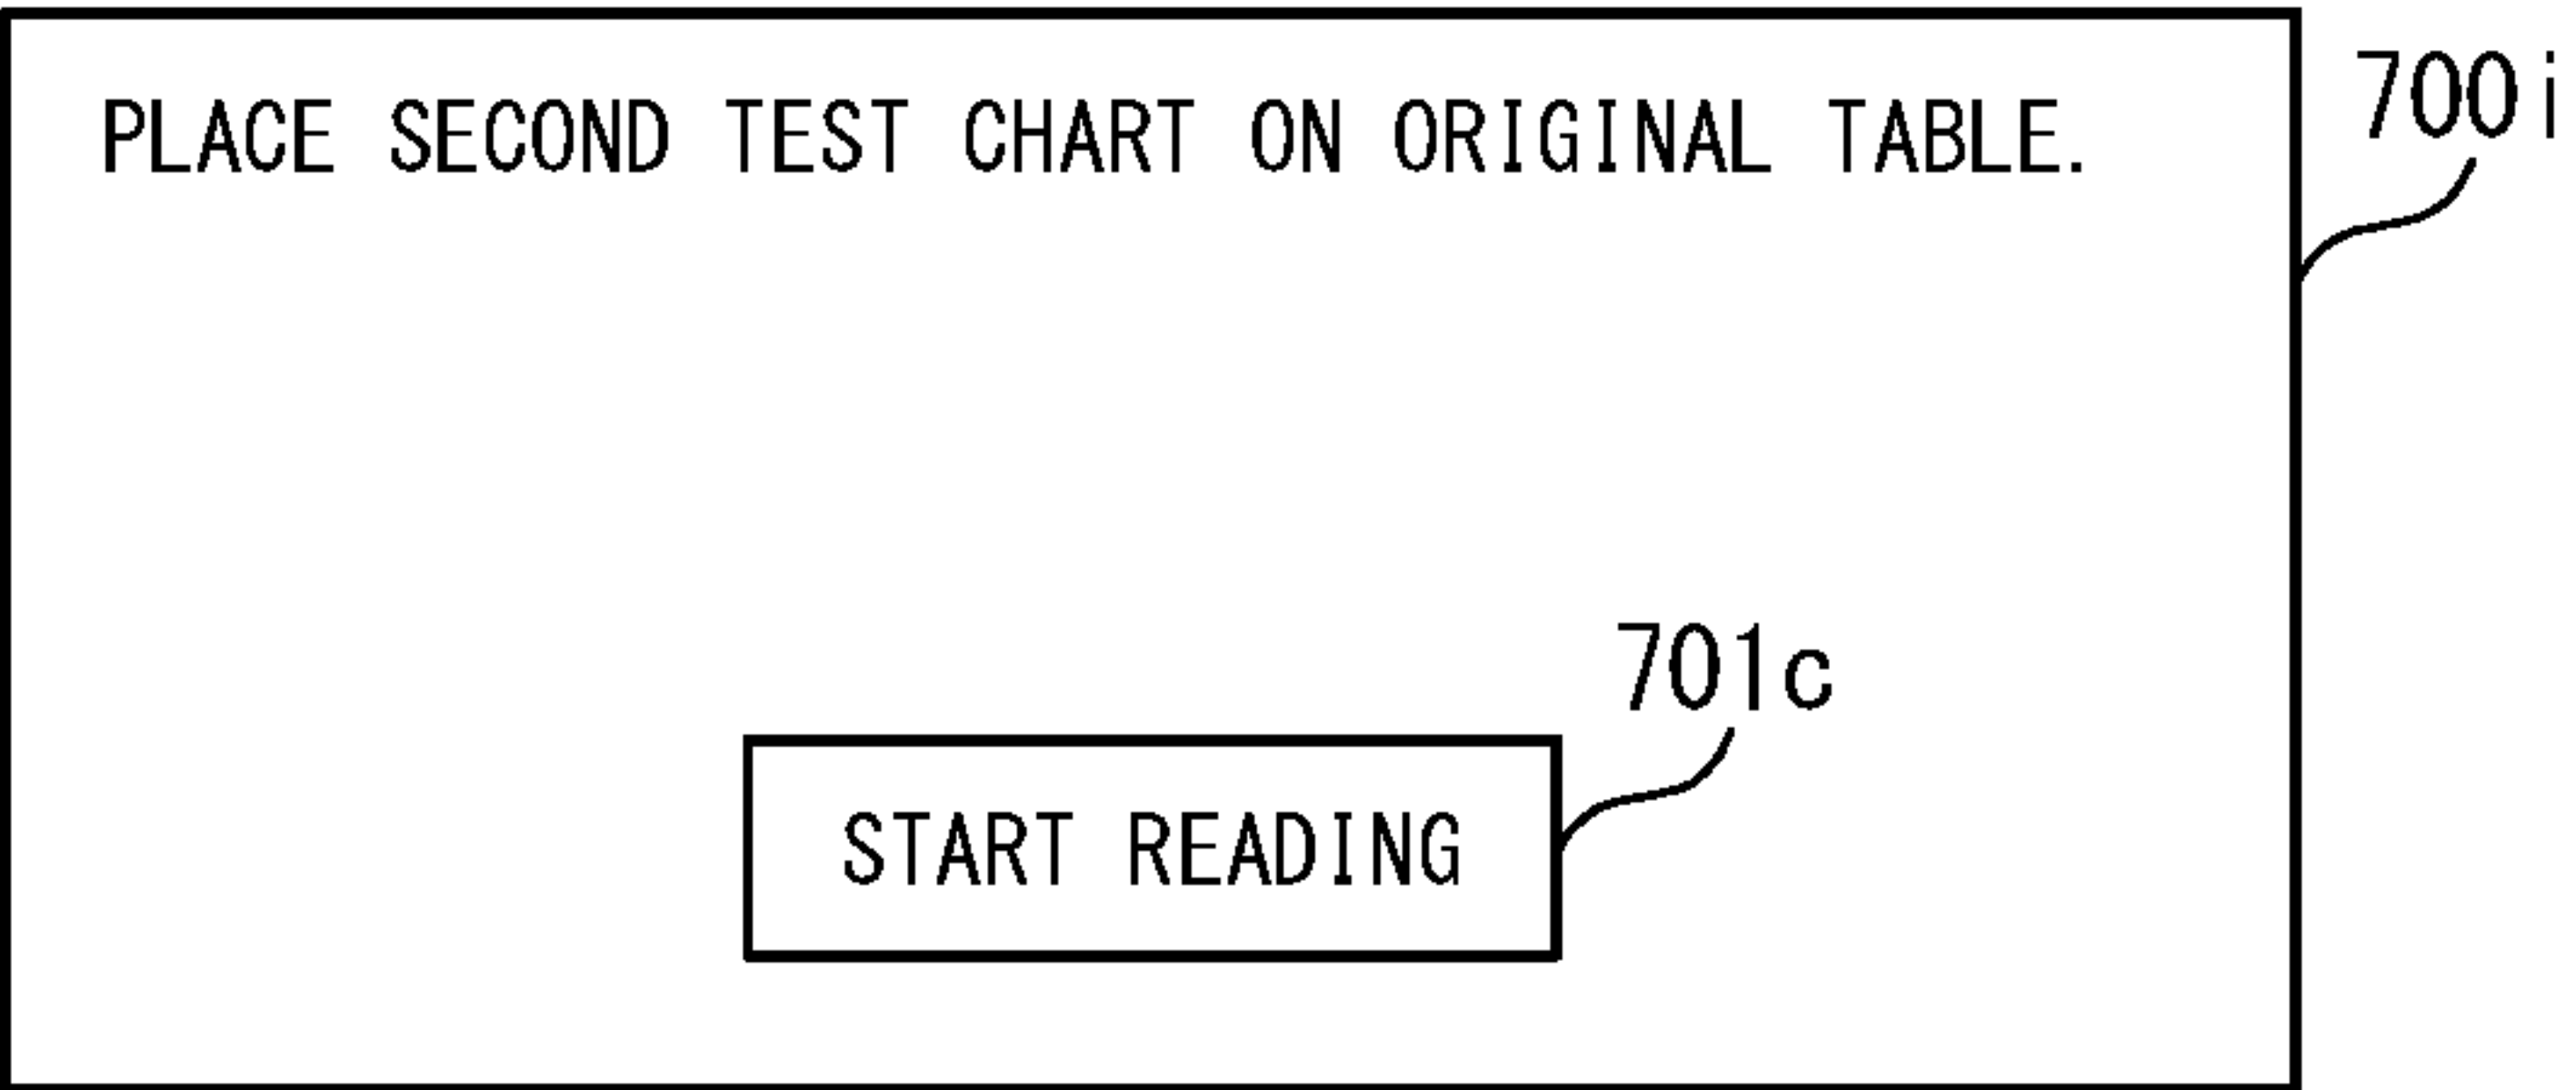 PLACE SECOND TEST CHART ON ORIGINAL TABLE.
700i
701c
START READING